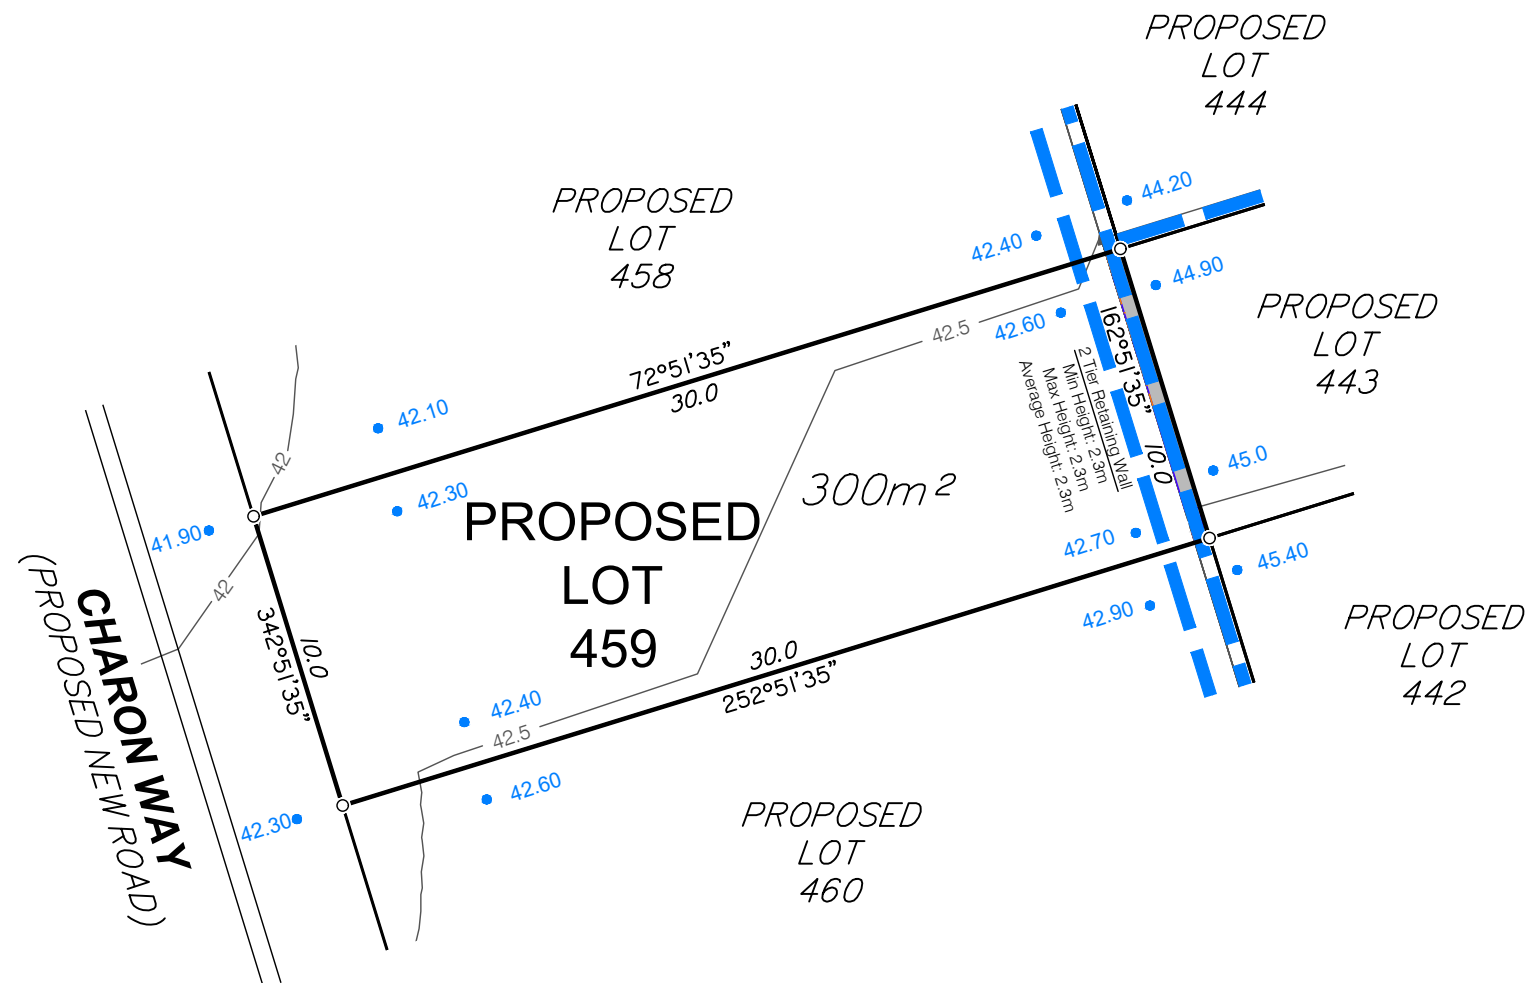 PROPOSED
LOT
444
PROPOSED
LOT
458
44.20
42.40
44.90
PROPOSED
LOT
443
42.60
42.5
162°51'35"
10.0
2 Tier Retaining Wall
Min Height: 2.3m
Max Height: 2.3m
Average Height: 2.3m
72°51'35"
30.0
42.10
42
42.30
PROPOSED
LOT
459
300m²
45.0
41.90
42
42.70
45.40
CHARON WAY
(PROPOSED NEW ROAD)
342°51'35"
10.0
42.90
PROPOSED
LOT
442
30.0
252°51'35"
42.40
42.5
42.60
42.30
PROPOSED
LOT
460